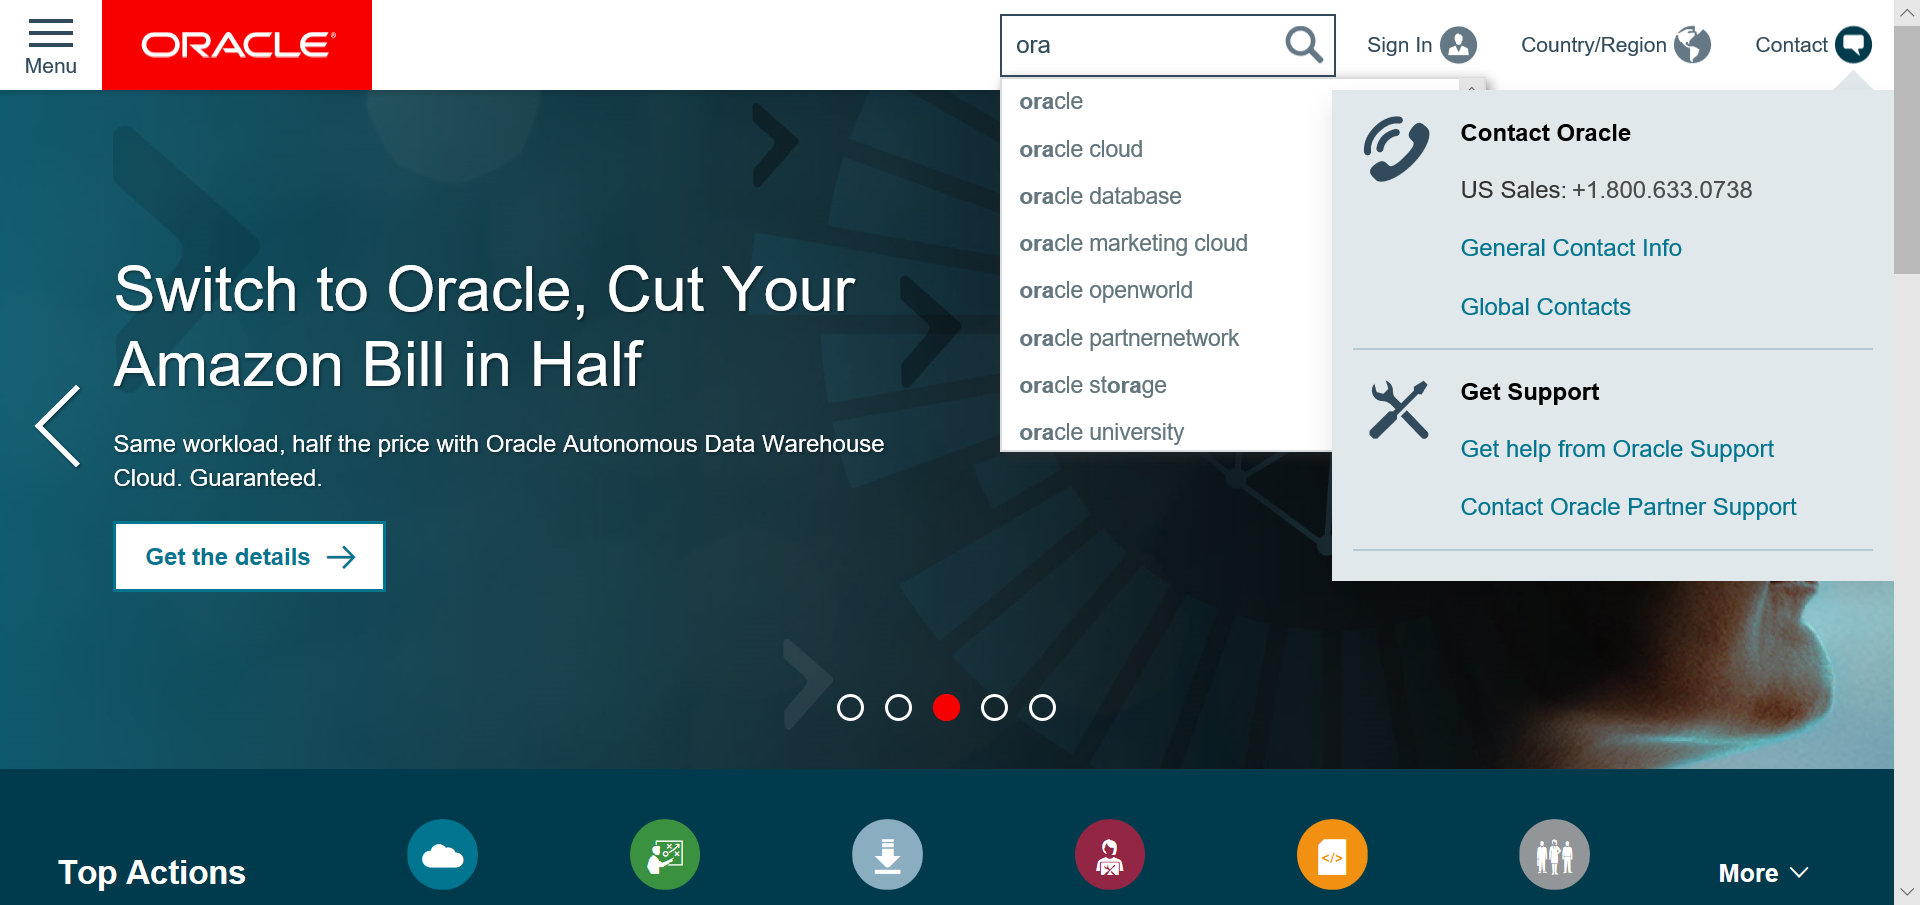 Menu
ORACLE®
ora
Sign In
Country/Region
Contact
oracle
oracle cloud
oracle database
oracle marketing cloud
oracle openworld
oracle partnernetwork
oracle storage
oracle university
Contact Oracle
US Sales: +1.800.633.0738
General Contact Info
Global Contacts
Get Support
Get help from Oracle Support
Contact Oracle Partner Support
Switch to Oracle, Cut Your
Amazon Bill in Half
Same workload, half the price with Oracle Autonomous Data Warehouse
Cloud. Guaranteed.
Get the details
Top Actions
</>
More